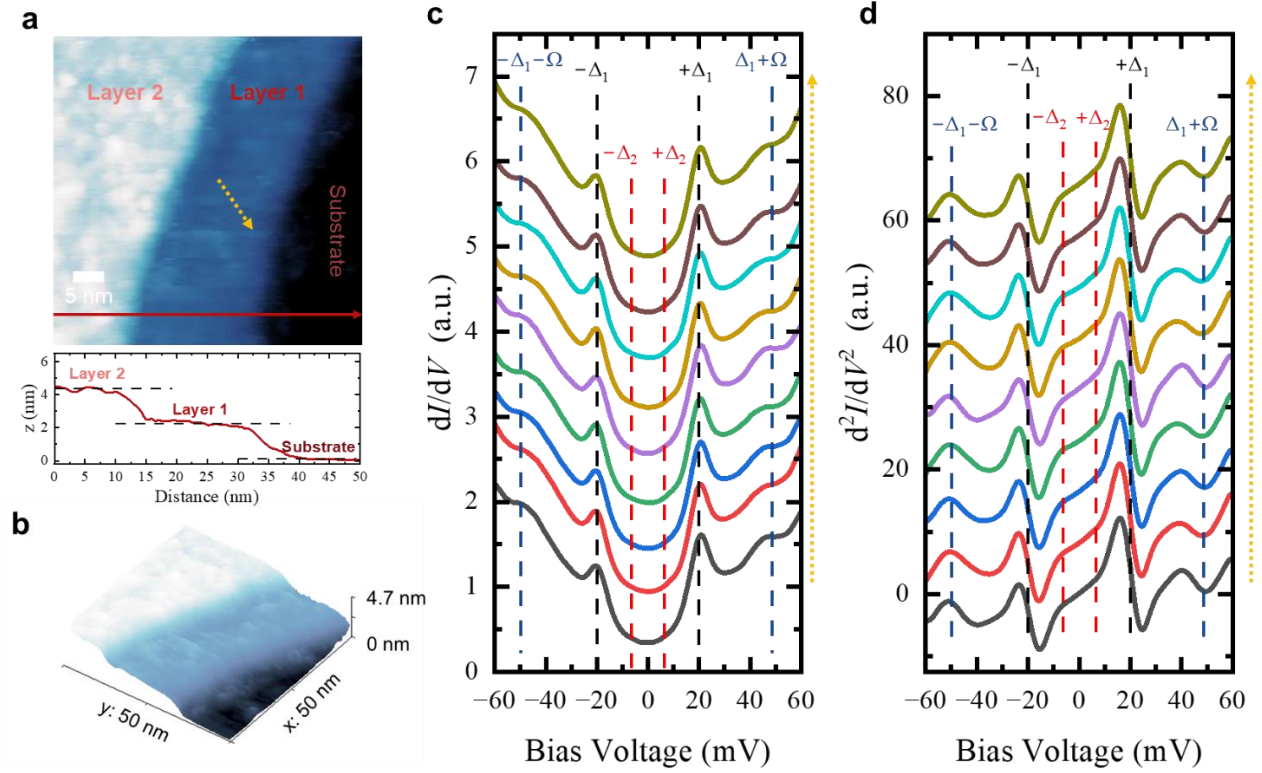 a
Layer 2
Layer 1
Substrate
5 nm
z (nm)
6
4
2
0
Layer 2
Layer 1
Substrate
0 5 10 15 20 25 30 35 40 45 50
Distance (nm)
b
4.7 nm
0 nm
y: 50 nm
x: 50 nm
c
−Δ₁−Ω
−Δ₁
+Δ₁
Δ₁+Ω
−Δ₂
+Δ₂
dI/dV (a.u.)
7
6
5
4
3
2
1
0
−60 −40 −20 0 20 40 60
Bias Voltage (mV)
d
−Δ₁
+Δ₁
−Δ₁−Ω
−Δ₂
+Δ₂
Δ₁+Ω
d²I/dV² (a.u.)
80
60
40
20
0
−60 −40 −20 0 20 40 60
Bias Voltage (mV)